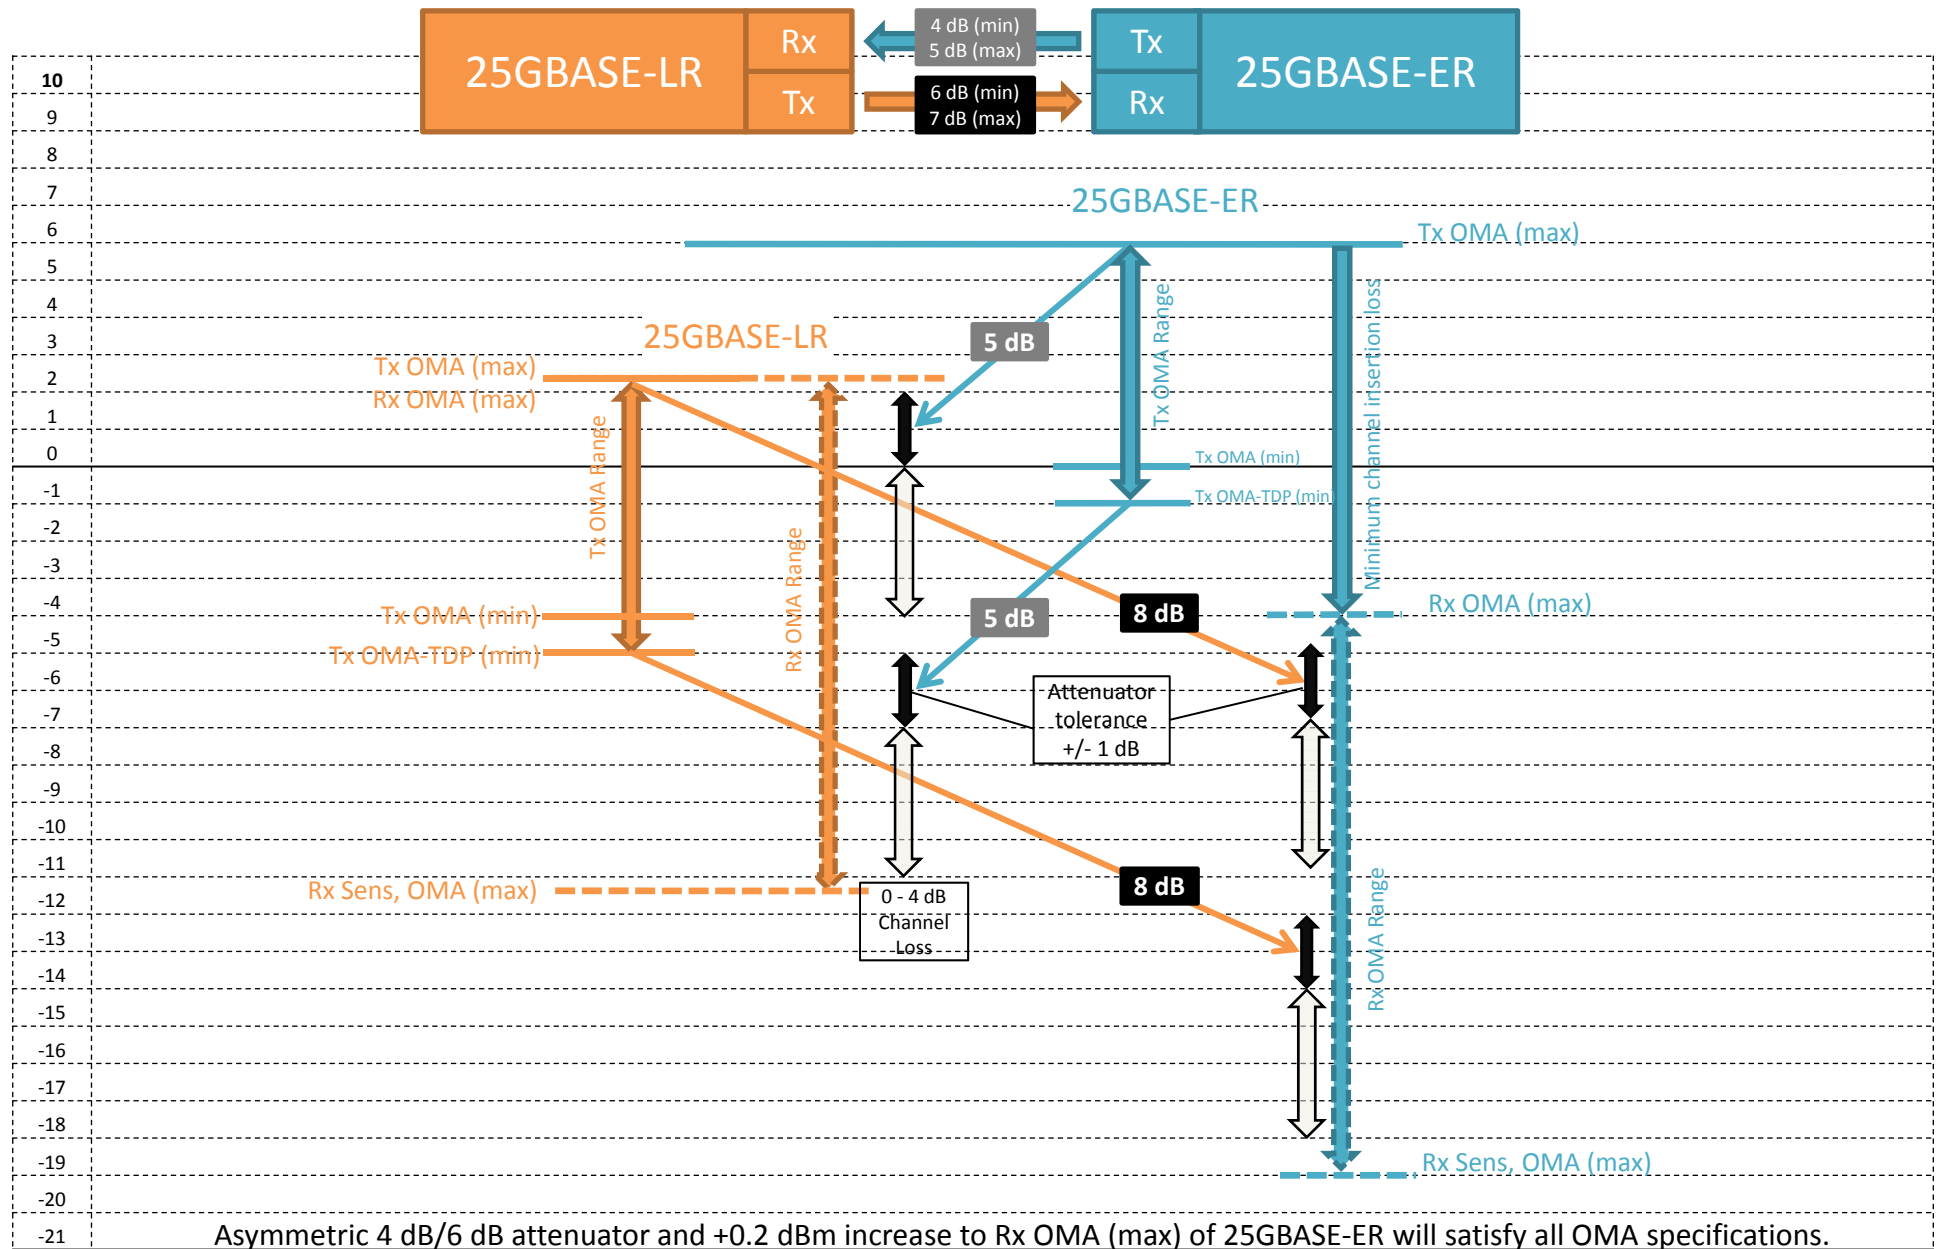 25GBASE-LR
Rx
Tx
4 dB (min)
5 dB (max)
6 dB (min)
7 dB (max)
Tx
Rx
25GBASE-ER
10
9
8
7
6
5
4
3
2
1
0
-1
-2
-3
-4
-5
-6
-7
-8
-9
-10
-11
-12
-13
-14
-15
-16
-17
-18
-19
-20
-21
25GBASE-ER
Tx OMA (max)
25GBASE-LR
Tx OMA (max)
Rx OMA (max)
5 dB
Tx OMA Range
Minimum channel insertion loss
Tx OMA Range
Tx OMA (min)
Tx OMA-TDP (min)
Rx OMA Range
Tx OMA (min)
Tx OMA-TDP (min)
5 dB
8 dB
Rx OMA (max)
Attenuator
tolerance
+/- 1 dB
Rx Sens, OMA (max)
0 - 4 dB
Channel
Loss
8 dB
Rx OMA Range
Rx Sens, OMA (max)
Asymmetric 4 dB/6 dB attenuator and +0.2 dBm increase to Rx OMA (max) of 25GBASE-ER will satisfy all OMA specifications.